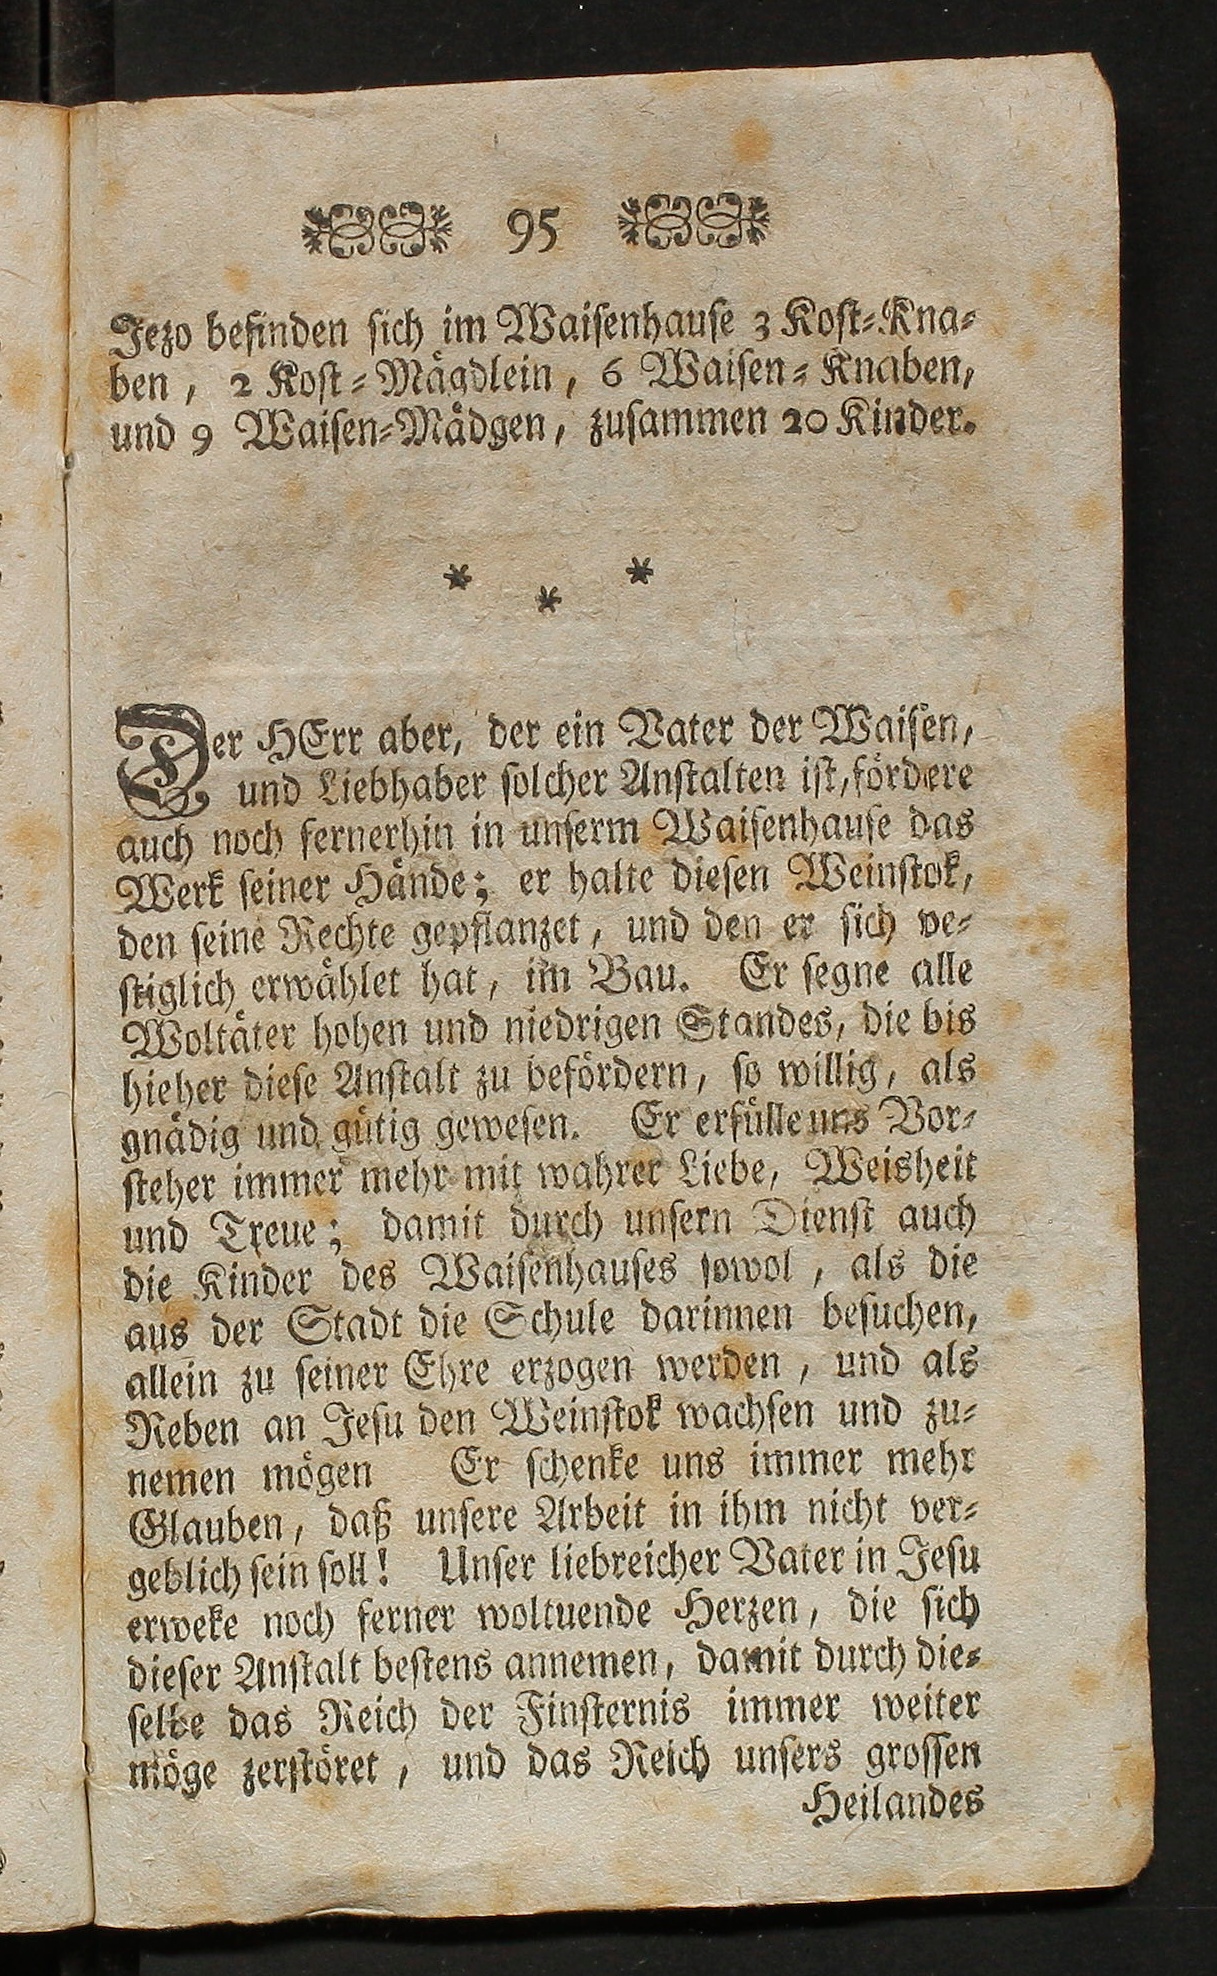 95
Jezo befinden sich im Waisenhause 3 Kost-Kna-
ben, 2 Kost-Mägdlein, 6 Waisen-Knaben,
und 9 Waisen-Mädgen, zusammen 20 Kinder.
* * *
Der HErr aber, der ein Vater der Waisen,
und Liebhaber solcher Anstalten ist, fördere
auch noch fernerhin in unserm Waisenhause das
Werk seiner Hände; er halte diesen Weinstok,
den seine Rechte gepflanzet, und den er sich ve-
stiglich erwählet hat, im Bau. Er segne alle
Woltäter hohen und niedrigen Standes, die bis
hieher diese Anstalt zu befördern, so willig, als
gnädig und gütig gewesen. Er erfülle uns Vor-
steher immer mehr mit wahrer Liebe, Weisheit
und Treue; damit durch unsern Dienst auch
die Kinder des Waisenhauses sowol, als die
aus der Stadt die Schule darinnen besuchen,
allein zu seiner Ehre erzogen werden, und als
Reben an Jesu den Weinstok wachsen und zu-
nemen mögen Er schenke uns immer mehr
Glauben, daß unsere Arbeit in ihm nicht ver-
geblich sein soll! Unser liebreicher Vater in Jesu
erweke noch ferner woltuende Herzen, die sich
dieser Anstalt bestens annemen, damit durch die-
selbe das Reich der Finsternis immer weiter
möge zerstöret, und das Reich unsers grossen
Heilandes